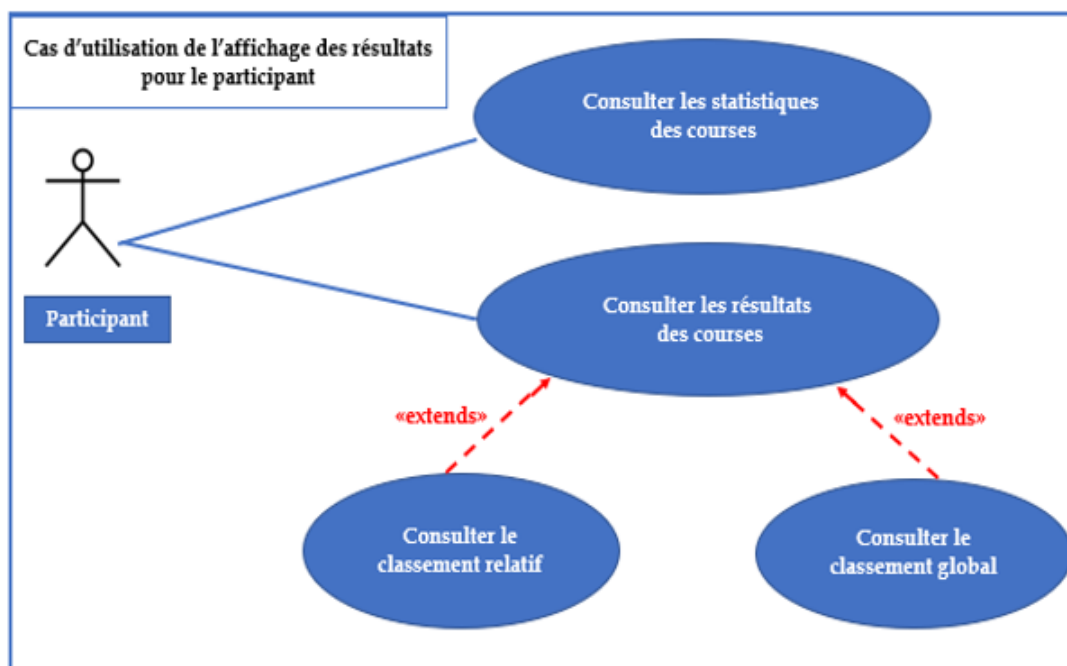 Cas d'utilisation de l'affichage des résultats
pour le participant
Consulter les statistiques
des courses
Participant
Consulter les résultats
des courses
«extends»
«extends»
Consulter le
classement relatif
Consulter le
classement global